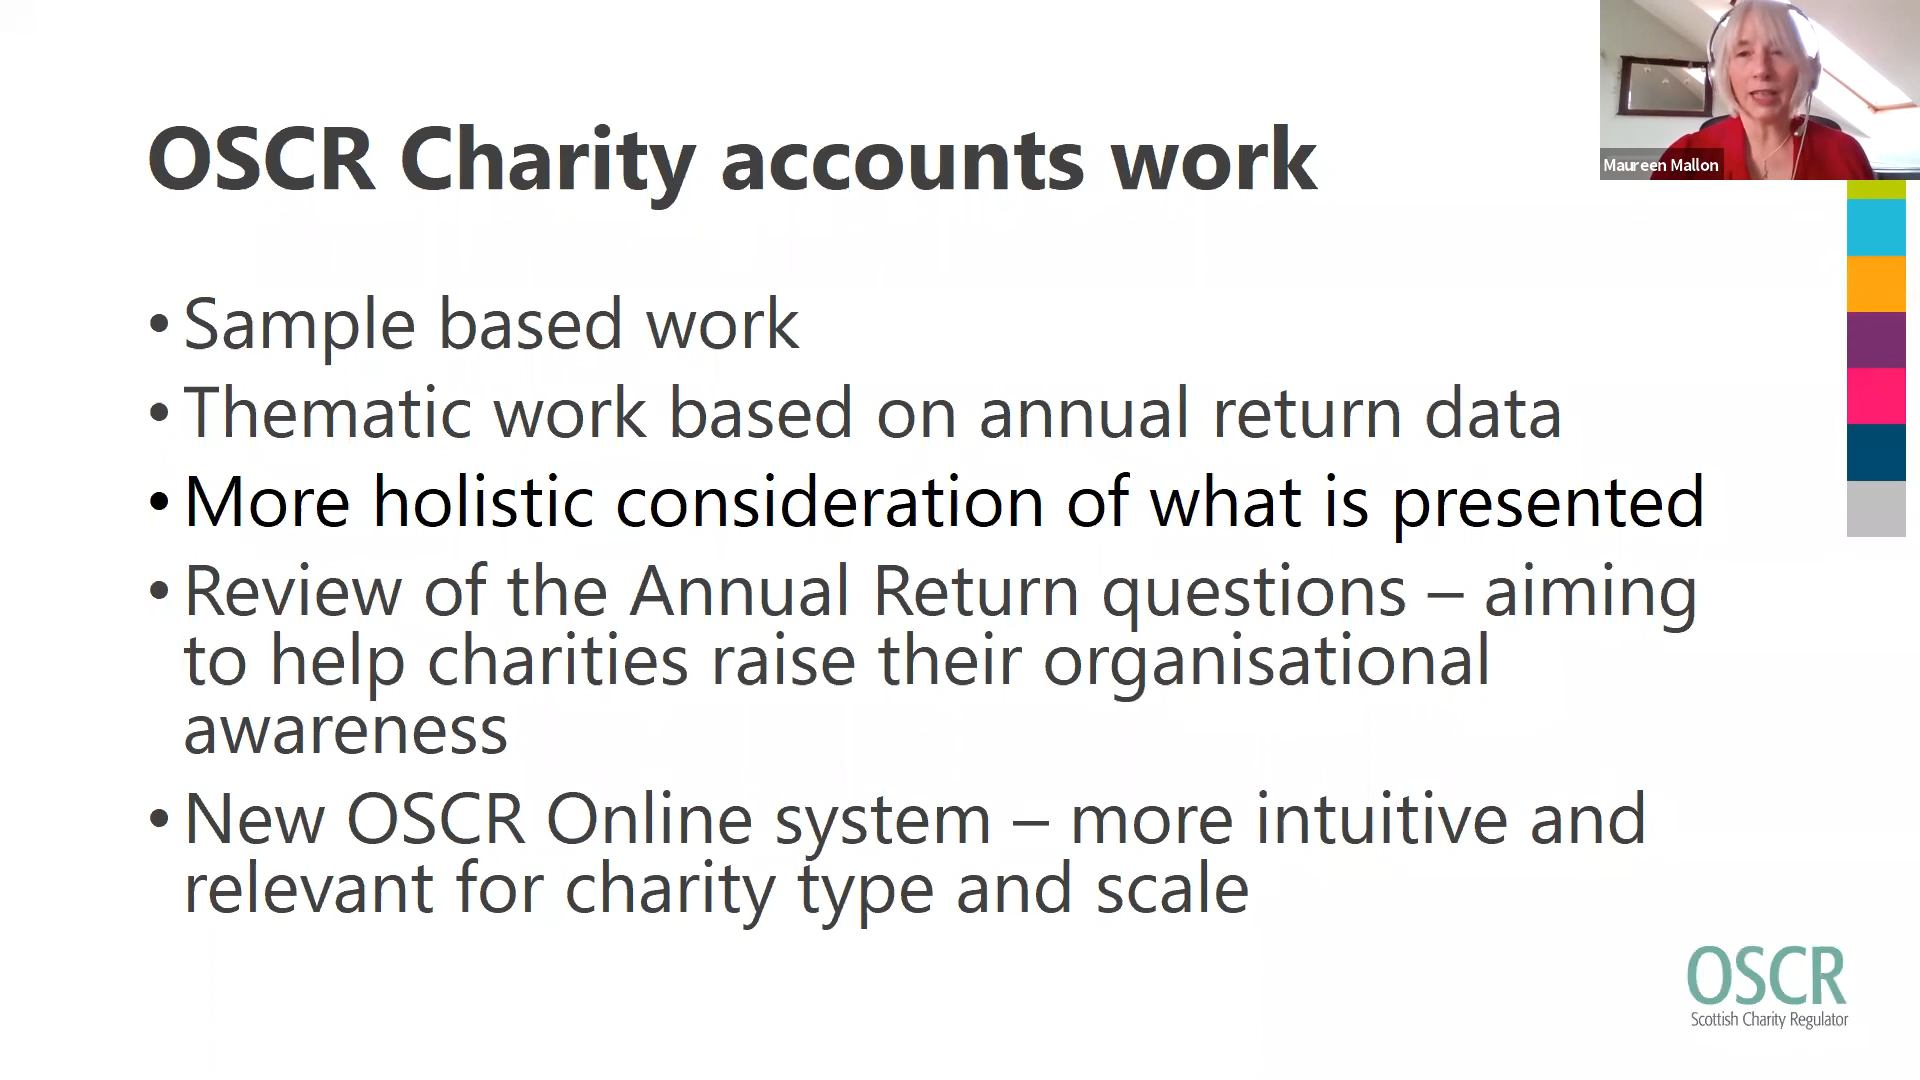 Maureen Mallon
OSCR Charity accounts work
• Sample based work
• Thematic work based on annual return data
• More holistic consideration of what is presented
• Review of the Annual Return questions – aiming
to help charities raise their organisational
awareness
• New OSCR Online system – more intuitive and
relevant for charity type and scale
OSCR
Scottish Charity Regulator